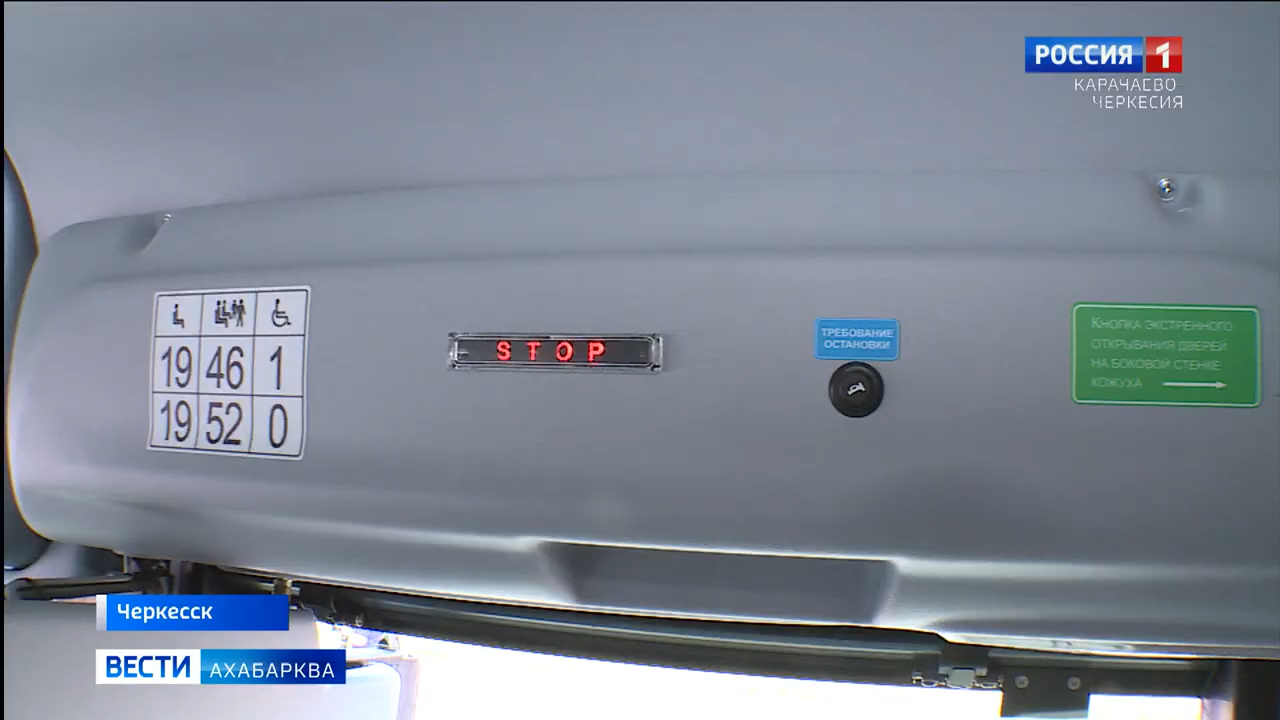 РОССИЯ 1
КАРАЧАЕВО
ЧЕРКЕСИЯ
19 46 1
19 52 0
STOP
ТРЕБОВАНИЕ
ОСТАНОВКИ
КНОПКА ЭКСТРЕННОГО
ОТКРЫВАНИЯ ДВЕРЕЙ
НА БОКОВОЙ СТЕНКЕ
КОЖУХА
Черкесск
ВЕСТИ АХАБАРКВА